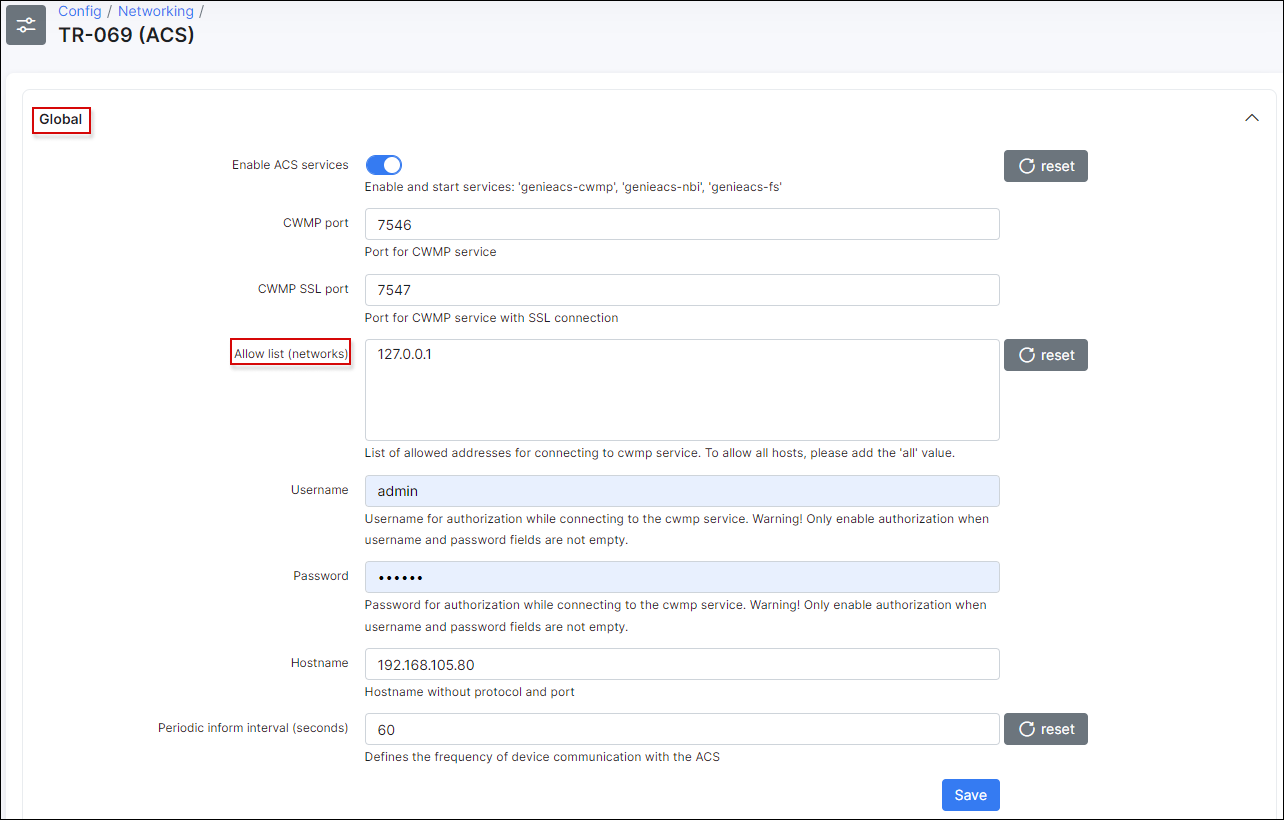 Config / Networking /
TR-069 (ACS)
Global
Enable ACS services
reset
Enable and start services: 'genieacs-cwmp', 'genieacs-nbi', 'genieacs-fs'
CWMP port
7546
Port for CWMP service
CWMP SSL port
7547
Port for CWMP service with SSL connection
Allow list (networks)
127.0.0.1
reset
List of allowed addresses for connecting to cwmp service. To allow all hosts, please add the 'all' value.
Username
admin
Username for authorization while connecting to the cwmp service. Warning! Only enable authorization when
username and password fields are not empty.
Password
••••••
Password for authorization while connecting to the cwmp service. Warning! Only enable authorization when
username and password fields are not empty.
Hostname
192.168.105.80
Hostname without protocol and port
Periodic inform interval (seconds)
60
reset
Defines the frequency of device communication with the ACS
Save